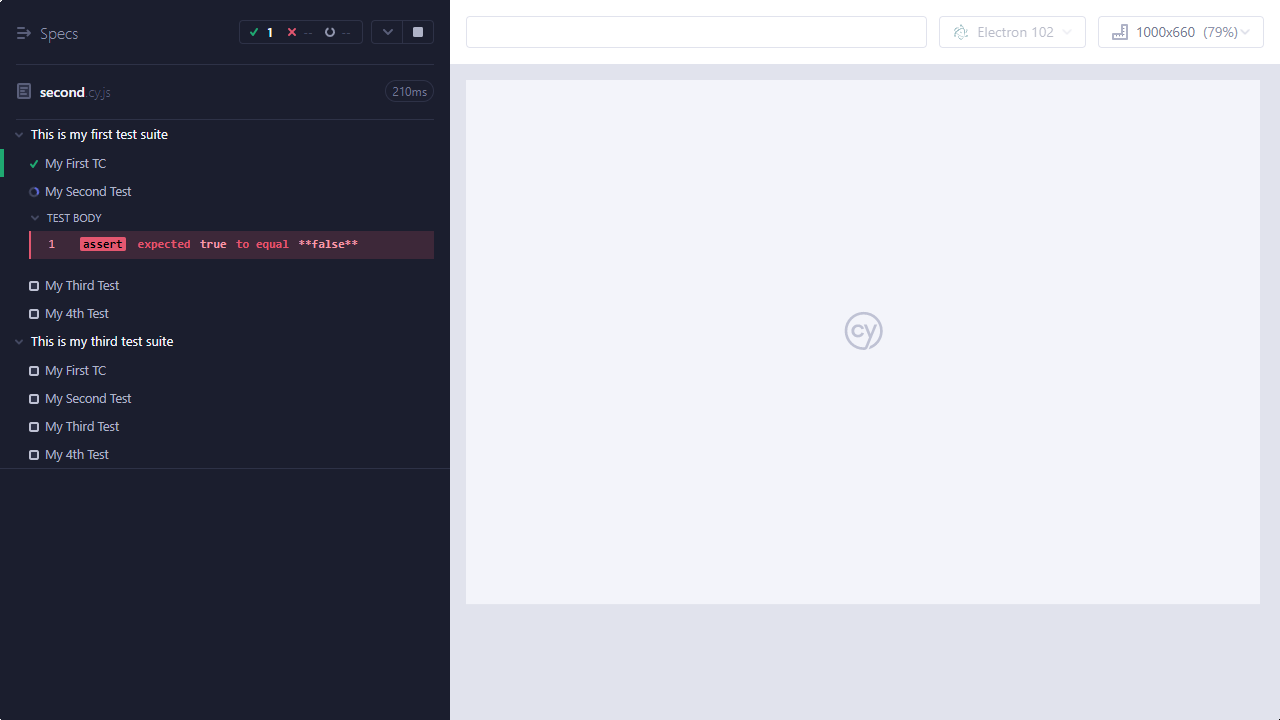 Specs
1 -- --
second.cy.js
210ms
This is my first test suite
My First TC
My Second Test
TEST BODY
1 assert expected true to equal **false**
My Third Test
My 4th Test
This is my third test suite
My First TC
My Second Test
My Third Test
My 4th Test
Electron 102
1000x660 (79%)
cy